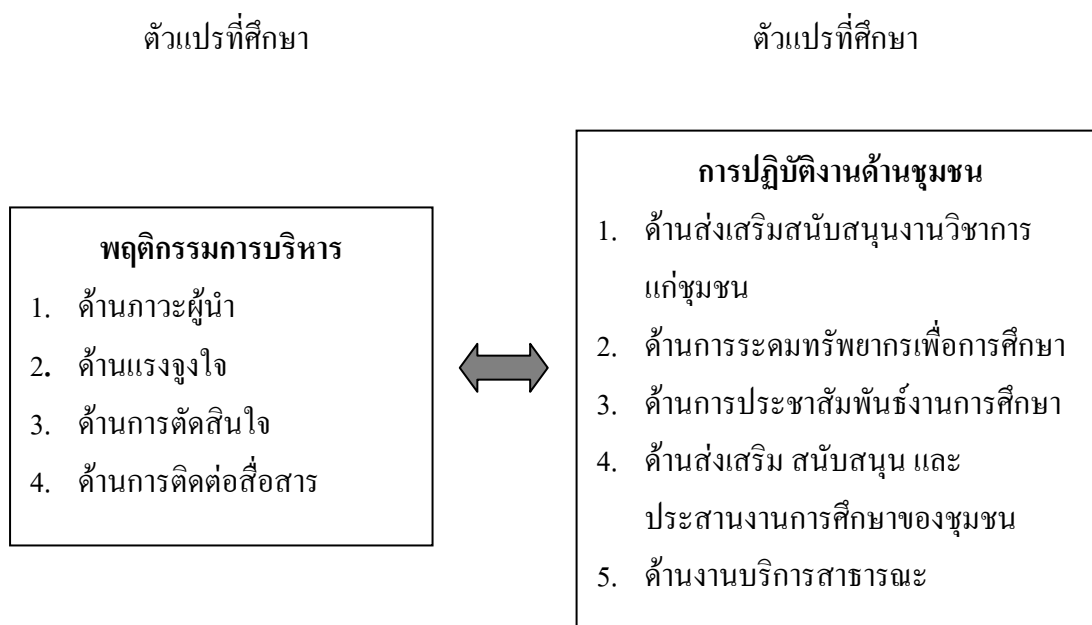 ตัวแปรที่ศึกษา
ตัวแปรที่ศึกษา
พฤติกรรมการบริหาร
1. ด้านภาวะผู้นำ
2. ด้านแรงจูงใจ
3. ด้านการตัดสินใจ
4. ด้านการติดต่อสื่อสาร
การปฏิบัติงานด้านชุมชน
1. ด้านส่งเสริมสนับสนุนงานวิชาการ
แก่ชุมชน
2. ด้านการระดมทรัพยากรเพื่อการศึกษา
3. ด้านการประชาสัมพันธ์งานการศึกษา
4. ด้านส่งเสริม สนับสนุน และ
ประสานงานการศึกษาของชุมชน
5. ด้านงานบริการสาธารณะ